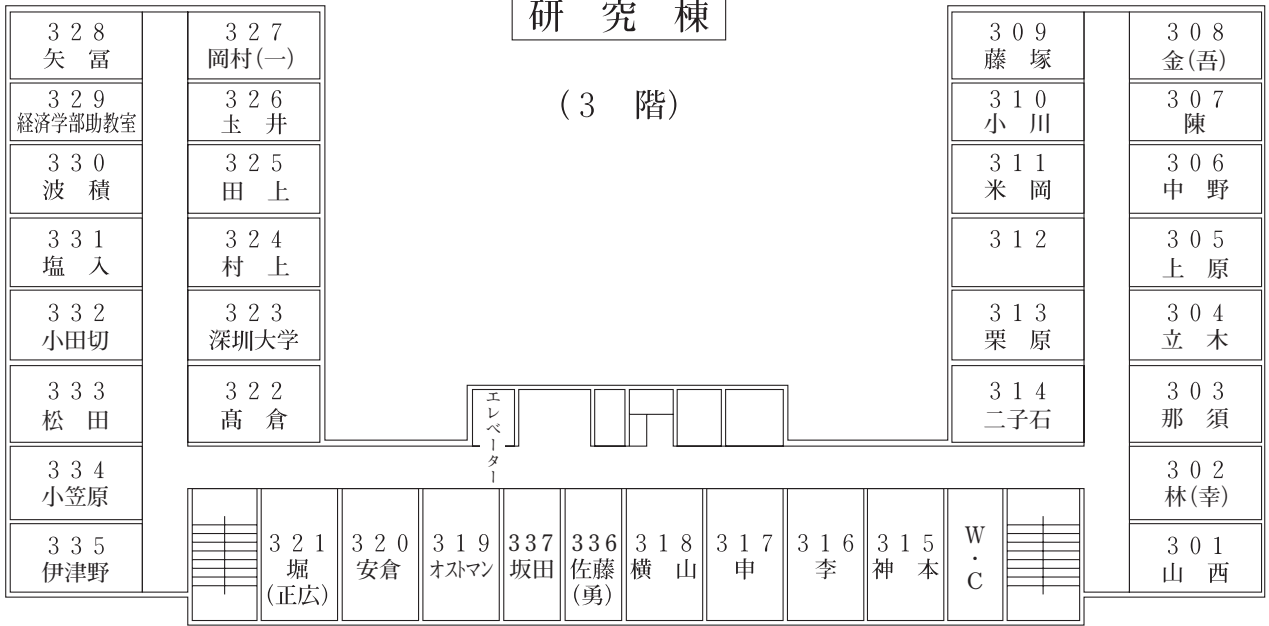 研 究 棟
(3 階)
328
矢 冨
327
岡村(一)
309
藤 塚
308
金(吾)
329
経済学部助教室
326
圡 井
310
小 川
307
陳
330
波 積
325
田 上
311
米 岡
306
中 野
331
塩 入
324
村 上
312
305
上 原
332
小田切
323
深圳大学
313
栗 原
304
立 木
333
松 田
322
髙 倉
エレベーター
314
二子石
303
那 須
334
小笠原
302
林(幸)
335
伊津野
321
堀
(正広)
320
安倉
319
オストマン
337
坂田
336
佐藤
(勇)
318
横 山
317
申
316
李
315
神 本
W・C
301
山 西